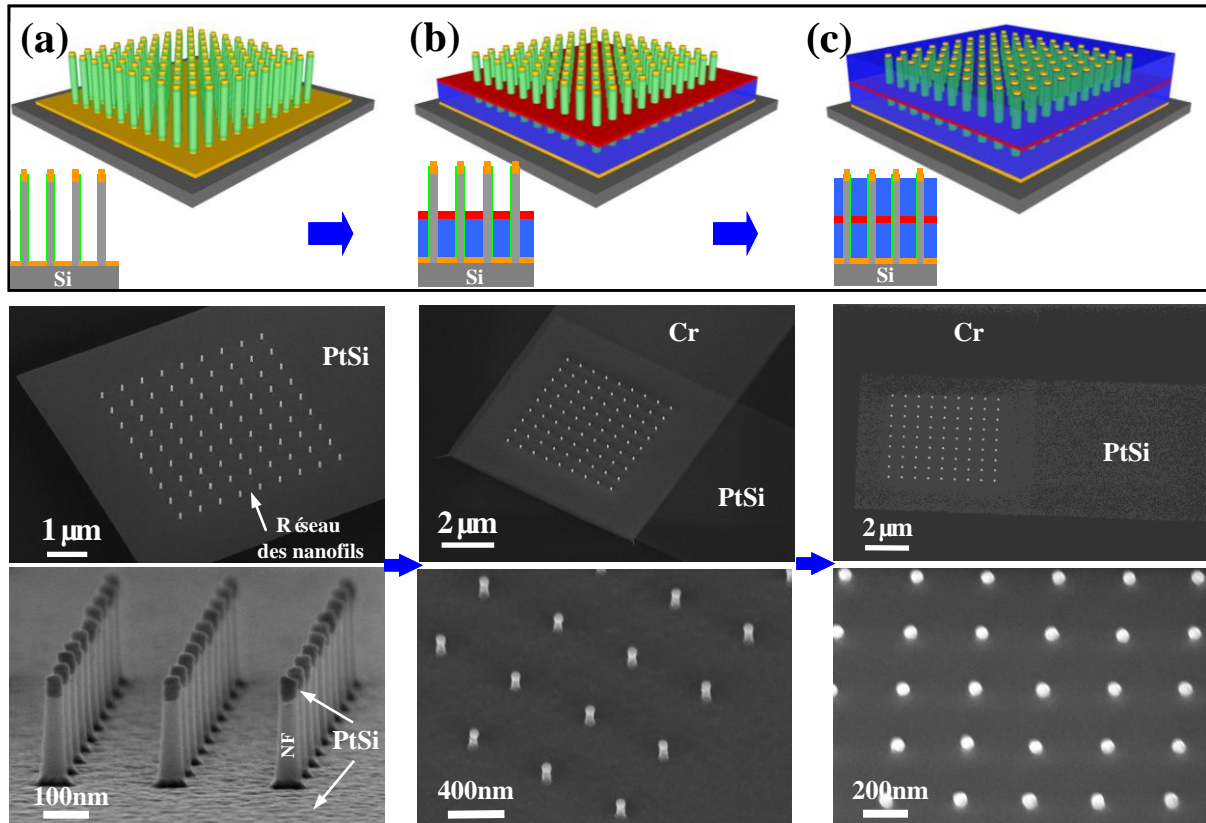 (a)
(b)
(c)
Si
Si
Si
PtSi
1 µm
Réseau
des nanofils
Cr
PtSi
2 µm
Cr
PtSi
2 µm
NF
PtSi
100nm
400nm
200nm